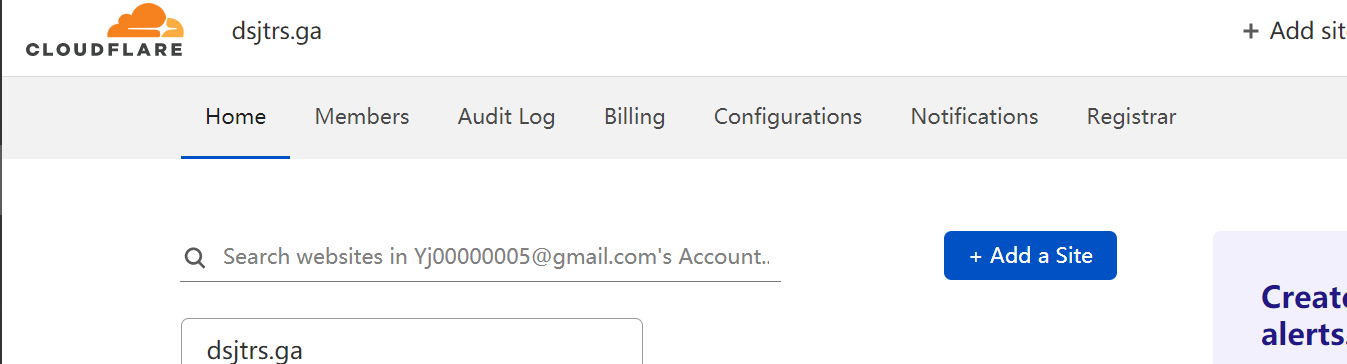 CLOUDFLARE
dsjtrs.ga
+ Add sit
Home Members Audit Log Billing Configurations Notifications Registrar
Search websites in Yj00000005@gmail.com's Account..
+ Add a Site
Create
alerts.
dsjtrs.ga